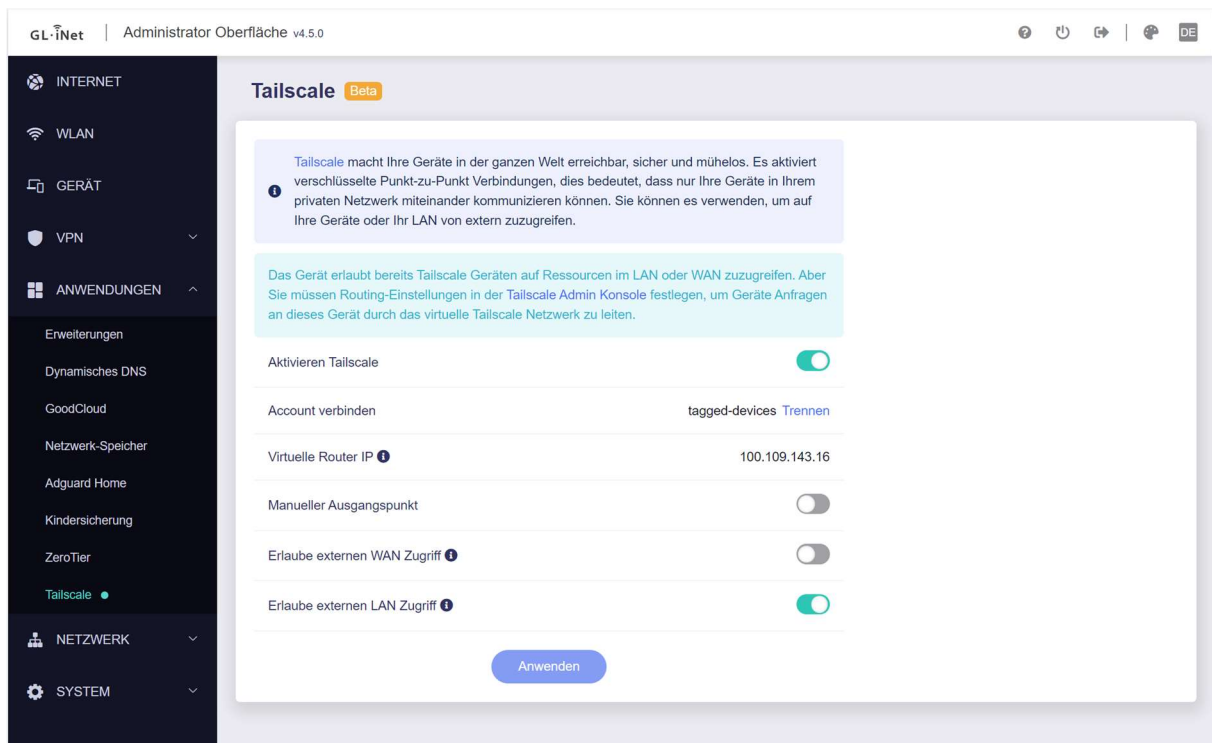 GL·iNet
Administrator Oberfläche v4.5.0
DE
INTERNET
WLAN
GERÄT
VPN
ANWENDUNGEN
Erweiterungen
Dynamisches DNS
GoodCloud
Netzwerk-Speicher
Adguard Home
Kindersicherung
ZeroTier
Tailscale
NETZWERK
SYSTEM
Tailscale Beta
Tailscale macht Ihre Geräte in der ganzen Welt erreichbar, sicher und mühelos. Es aktiviert
verschlüsselte Punkt-zu-Punkt Verbindungen, dies bedeutet, dass nur Ihre Geräte in Ihrem
privaten Netzwerk miteinander kommunizieren können. Sie können es verwenden, um auf
Ihre Geräte oder Ihr LAN von extern zuzugreifen.
Das Gerät erlaubt bereits Tailscale Geräten auf Ressourcen im LAN oder WAN zuzugreifen. Aber
Sie müssen Routing-Einstellungen in der Tailscale Admin Konsole festlegen, um Geräte Anfragen
an dieses Gerät durch das virtuelle Tailscale Netzwerk zu leiten.
Aktivieren Tailscale
Account verbinden tagged-devices Trennen
Virtuelle Router IP 100.109.143.16
Manueller Ausgangspunkt
Erlaube externen WAN Zugriff
Erlaube externen LAN Zugriff
Anwenden